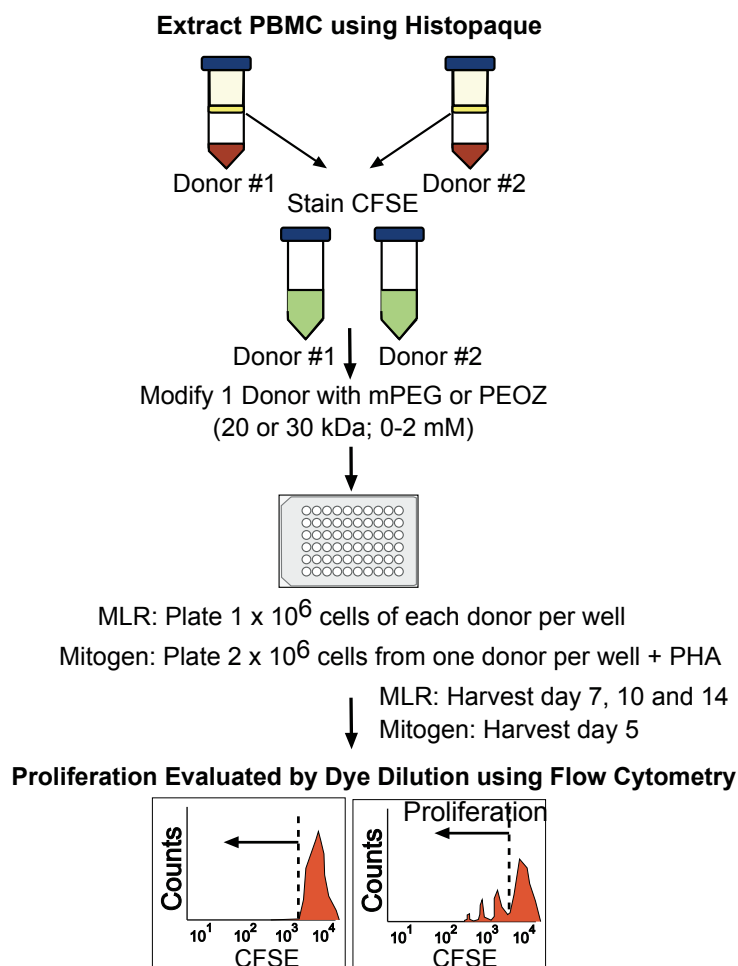 Extract PBMC using Histopaque
Donor #1
Donor #2
Stain CFSE
Donor #1
Donor #2
Modify 1 Donor with mPEG or PEOZ
(20 or 30 kDa; 0-2 mM)
MLR: Plate 1 x 10⁶ cells of each donor per well
Mitogen: Plate 2 x 10⁶ cells from one donor per well + PHA
MLR: Harvest day 7, 10 and 14
Mitogen: Harvest day 5
Proliferation Evaluated by Dye Dilution using Flow Cytometry
Counts
10¹ 10² 10³ 10⁴
CFSE
Proliferation
Counts
10¹ 10² 10³ 10⁴
CFSE